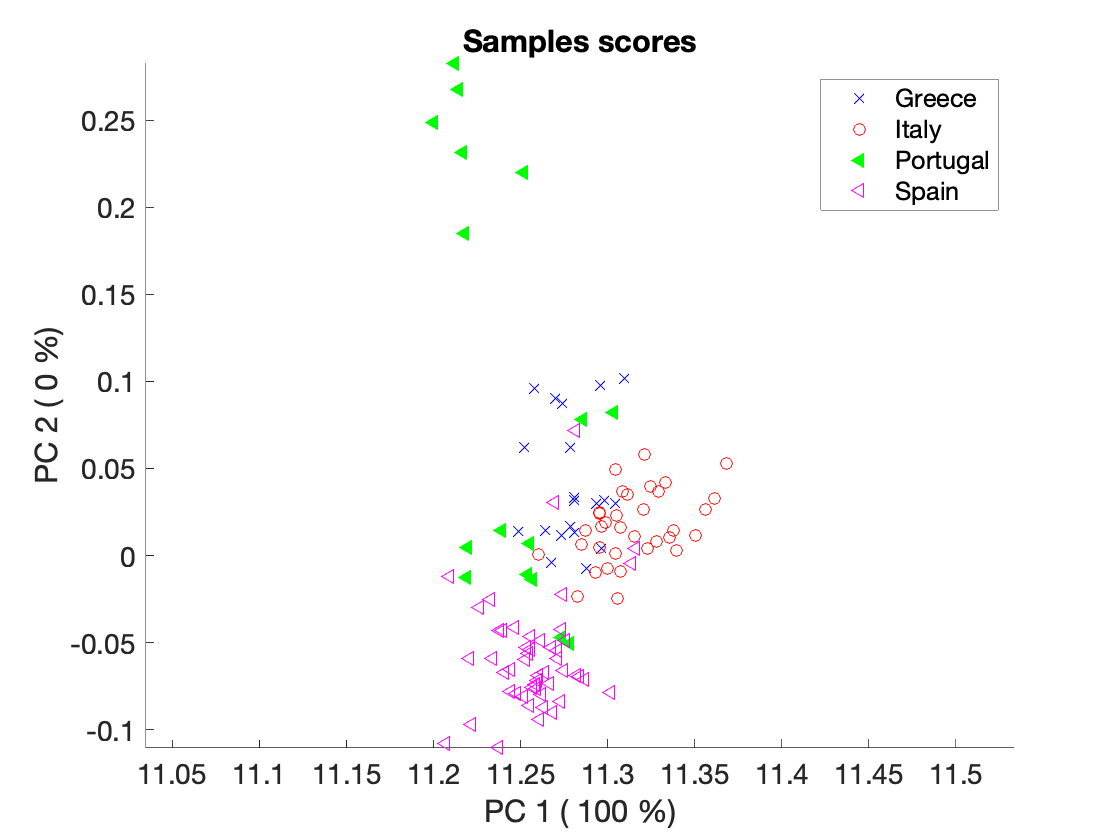 Samples scores
Greece
Italy
Portugal
Spain
0.25
0.2
0.15
0.1
0.05
0
-0.05
-0.1
PC 2 ( 0 %)
11.05 11.1 11.15 11.2 11.25 11.3 11.35 11.4 11.45 11.5
PC 1 ( 100 %)